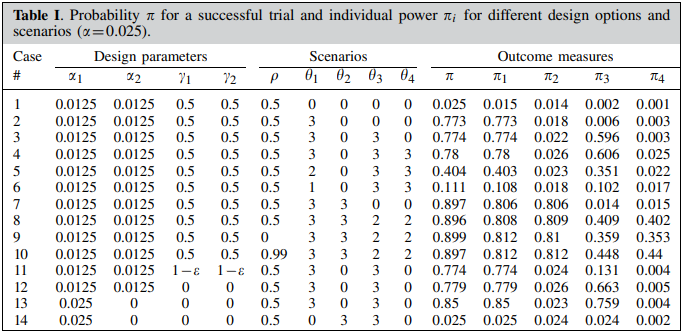 Table I. Probability π for a successful trial and individual power πi for different design options and
scenarios (α=0.025).
Case Design parameters Scenarios Outcome measures
# α1 α2 γ1 γ2 ρ θ1 θ2 θ3 θ4 π π1 π2 π3 π4
1 0.0125 0.0125 0.5 0.5 0.5 0 0 0 0 0.025 0.015 0.014 0.002 0.001
2 0.0125 0.0125 0.5 0.5 0.5 3 0 0 0 0.773 0.773 0.018 0.006 0.003
3 0.0125 0.0125 0.5 0.5 0.5 3 0 3 0 0.774 0.774 0.022 0.596 0.003
4 0.0125 0.0125 0.5 0.5 0.5 3 0 3 3 0.78 0.78 0.026 0.606 0.025
5 0.0125 0.0125 0.5 0.5 0.5 2 0 3 3 0.404 0.403 0.023 0.351 0.022
6 0.0125 0.0125 0.5 0.5 0.5 1 0 3 3 0.111 0.108 0.018 0.102 0.017
7 0.0125 0.0125 0.5 0.5 0.5 3 3 0 0 0.897 0.806 0.806 0.014 0.015
8 0.0125 0.0125 0.5 0.5 0.5 3 3 2 2 0.896 0.808 0.809 0.409 0.402
9 0.0125 0.0125 0.5 0.5 0 3 3 2 2 0.899 0.812 0.81 0.359 0.353
10 0.0125 0.0125 0.5 0.5 0.99 3 3 2 2 0.897 0.812 0.812 0.448 0.44
11 0.0125 0.0125 1−ε 1−ε 0.5 3 0 3 0 0.774 0.774 0.024 0.131 0.004
12 0.0125 0.0125 0 0 0.5 3 0 3 0 0.779 0.779 0.026 0.663 0.005
13 0.025 0 0 0 0.5 3 0 3 0 0.85 0.85 0.023 0.759 0.004
14 0.025 0 0 0 0.5 0 3 3 0 0.025 0.025 0.024 0.024 0.002